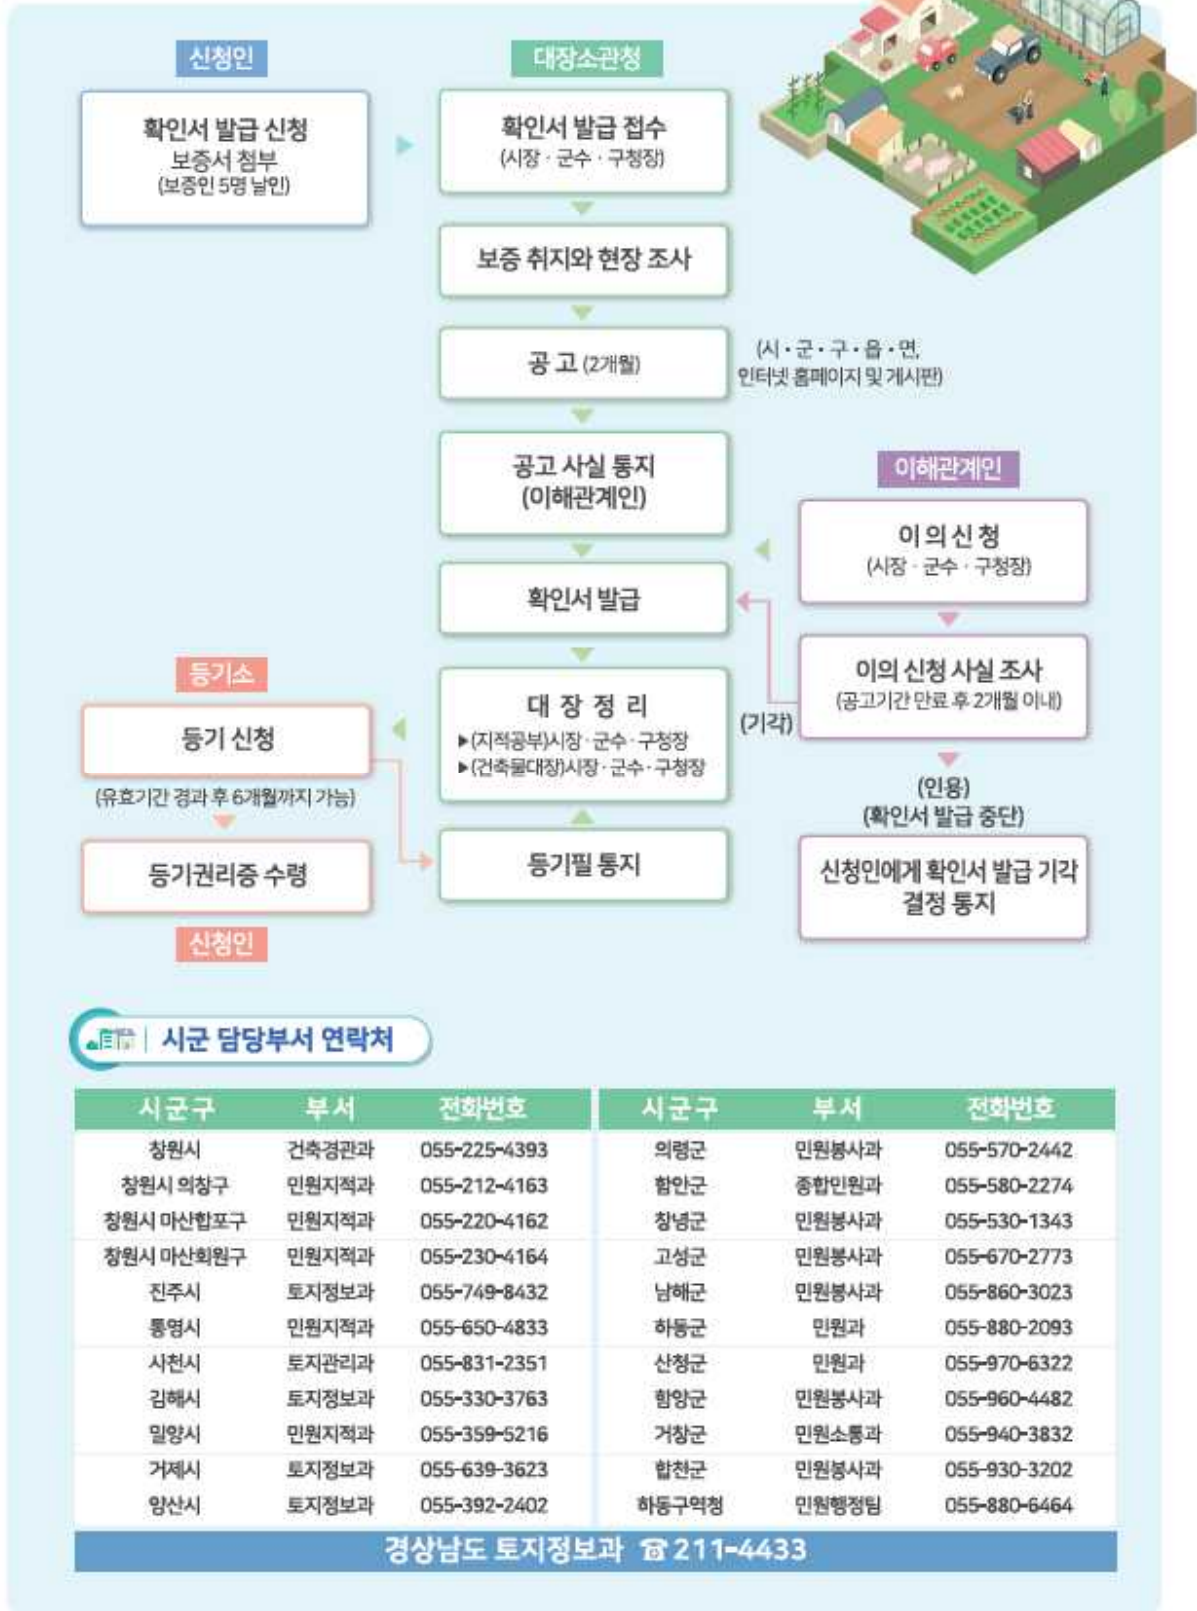 신청인
확인서 발급 신청
보증서 첨부
(보증인 5명 날인)
대장소관청
확인서 발급 접수
(시장 · 군수 · 구청장)
보증 취지와 현장 조사
공 고 (2개월)
(시 · 군 · 구 · 읍 · 면,
인터넷 홈페이지 및 게시판)
공고 사실 통지
(이해관계인)
확인서 발급
이해관계인
이 의 신 청
(시장 · 군수 · 구청장)
이의 신청 사실 조사
(공고기간 만료 후 2개월 이내)
(기각)
(인용)
(확인서 발급 중단)
신청인에게 확인서 발급 기각
결정 통지
대 장 정 리
▶(지적공부)시장 · 군수 · 구청장
▶(건축물대장)시장 · 군수 · 구청장
등기필 통지
등기소
등기 신청
(유효기간 경과 후 6개월까지 가능)
등기권리증 수령
신청인
시군 담당부서 연락처
시군구 부서 전화번호 시군구 부서 전화번호
창원시 건축경관과 055-225-4393 의령군 민원봉사과 055-570-2442
창원시 의창구 민원지적과 055-212-4163 함안군 종합민원과 055-580-2274
창원시 마산합포구 민원지적과 055-220-4162 창녕군 민원봉사과 055-530-1343
창원시 마산회원구 민원지적과 055-230-4164 고성군 민원봉사과 055-670-2773
진주시 토지정보과 055-749-8432 남해군 민원봉사과 055-860-3023
통영시 민원지적과 055-650-4833 하동군 민원과 055-880-2093
사천시 토지관리과 055-831-2351 산청군 민원과 055-970-6322
김해시 토지정보과 055-330-3763 함양군 민원봉사과 055-960-4482
밀양시 민원지적과 055-359-5216 거창군 민원소통과 055-940-3832
거제시 토지정보과 055-639-3623 합천군 민원봉사과 055-930-3202
양산시 토지정보과 055-392-2402 하동구역청 민원행정팀 055-880-6464
경상남도 토지정보과 ☎ 211-4433